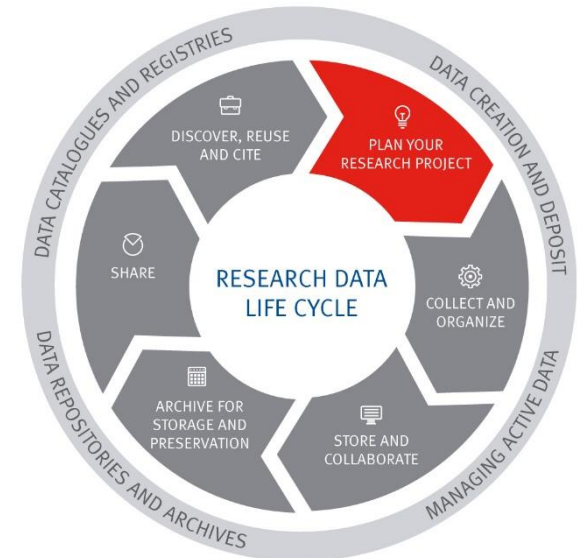 DATA CATALOGUES AND REGISTRIES
DATA CREATION AND DEPOSIT
DISCOVER, REUSE
AND CITE
PLAN YOUR
RESEARCH PROJECT
SHARE
RESEARCH DATA
LIFE CYCLE
COLLECT AND
ORGANIZE
ARCHIVE FOR
STORAGE AND
PRESERVATION
STORE AND
COLLABORATE
DATA REPOSITORIES AND ARCHIVES
MANAGING ACTIVE DATA